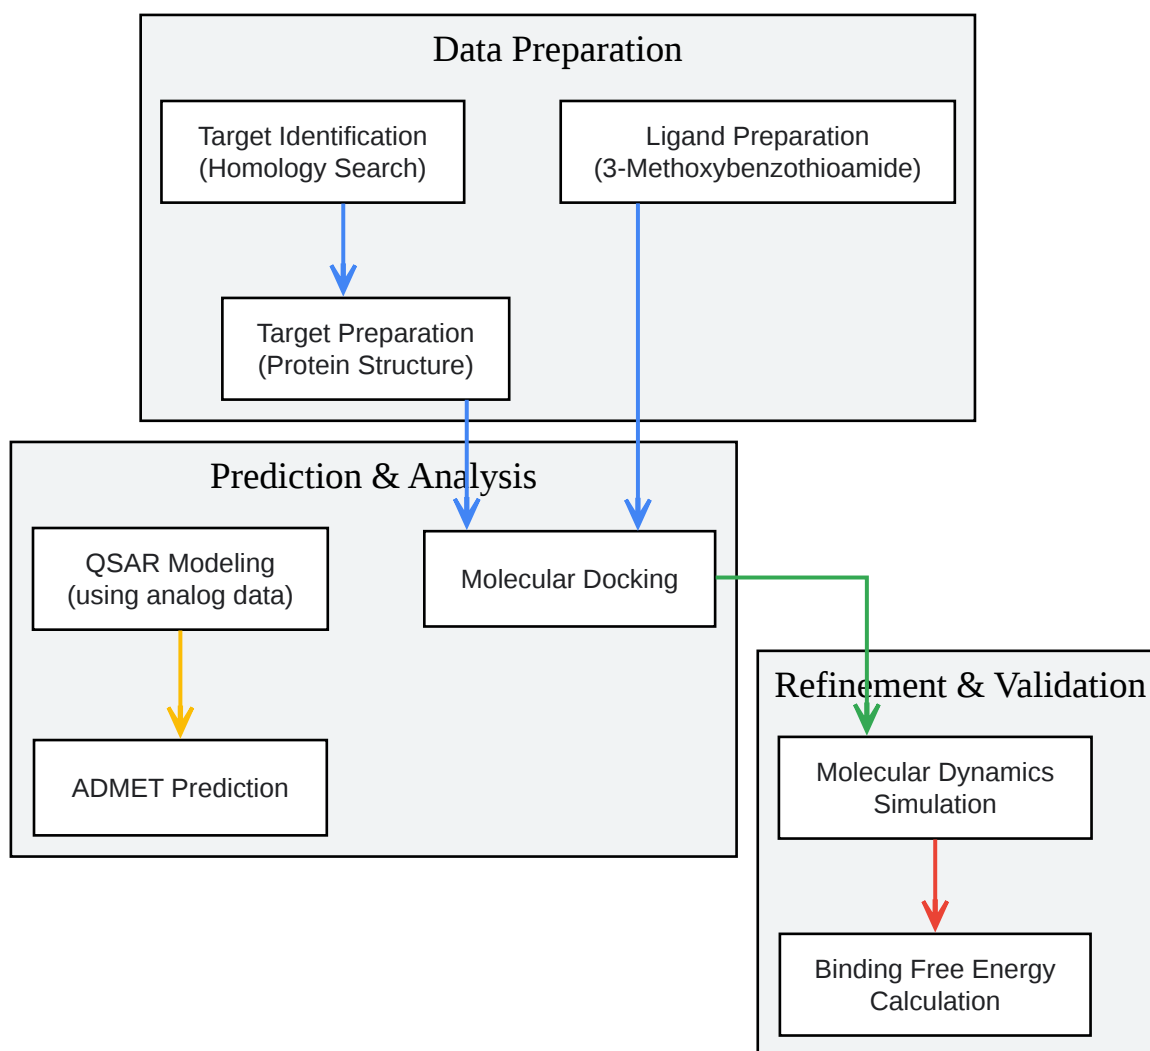 Data Preparation
Target Identification
(Homology Search)
Ligand Preparation
(3-Methoxybenzothioamide)
Target Preparation
(Protein Structure)
Prediction & Analysis
QSAR Modeling
(using analog data)
Molecular Docking
ADMET Prediction
Refinement & Validation
Molecular Dynamics
Simulation
Binding Free Energy
Calculation